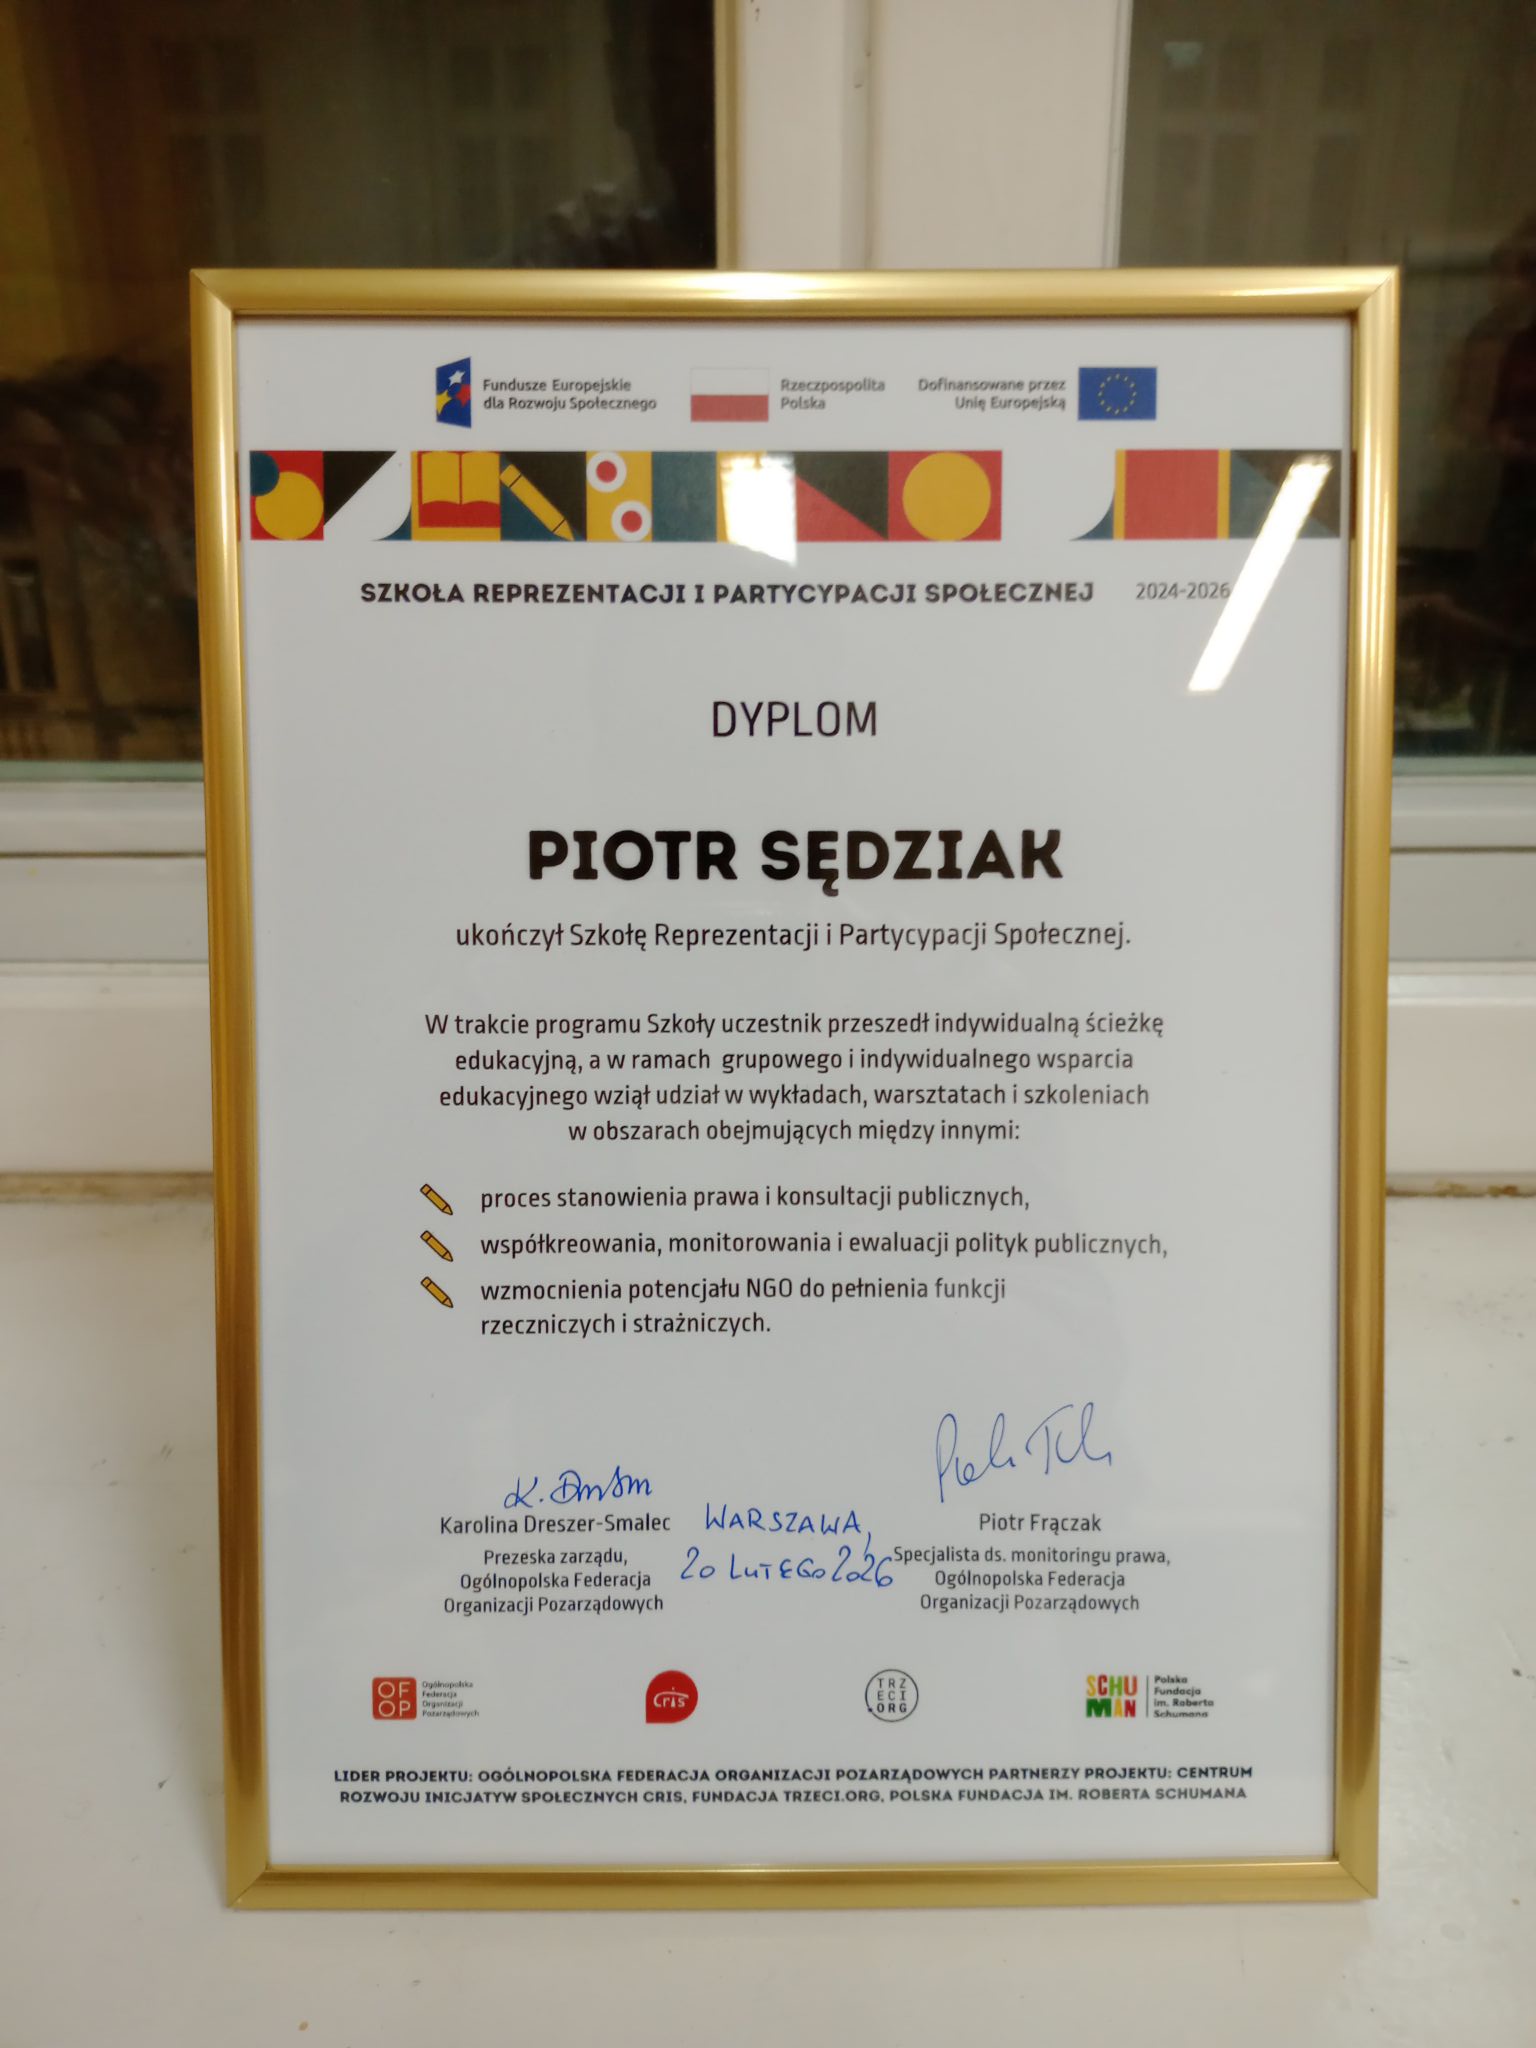 Fundusze Europejskie
dla Rozwoju Społecznego
Rzeczpospolita
Polska
Dofinansowane przez
Unię Europejską
SZKOŁA REPREZENTACJI I PARTYCYPACJI SPOŁECZNEJ 2024-2026
DYPLOM
PIOTR SĘDZIAK
ukończył Szkołę Reprezentacji i Partycypacji Społecznej.
W trakcie programu Szkoły uczestnik przeszedł indywidualną ścieżkę
edukacyjną, a w ramach grupowego i indywidualnego wsparcia
edukacyjnego wziął udział w wykładach, warsztatach i szkoleniach
w obszarach obejmujących między innymi:
proces stanowienia prawa i konsultacji publicznych,
współkreowania, monitorowania i ewaluacji polityk publicznych,
wzmocnienia potencjału NGO do pełnienia funkcji
rzeczniczych i strażniczych.
Karolina Dreszer-Smalec
Prezeska zarządu,
Ogólnopolska Federacja
Organizacji Pozarządowych
WARSZAWA,
20 LUTEGO 2026
Piotr Frączak
Specjalista ds. monitoringu prawa,
Ogólnopolska Federacja
Organizacji Pozarządowych
OF
OP
Ogólnopolska
Federacja
Organizacji
Pozarządowych
cris
TRZ
ECI
.ORG
SCHU
MAN
Polska
Fundacja
im. Roberta
Schumana
LIDER PROJEKTU: OGÓLNOPOLSKA FEDERACJA ORGANIZACJI POZARZĄDOWYCH PARTNERZY PROJEKTU: CENTRUM
ROZWOJU INICJATYW SPOŁECZNYCH CRIS, FUNDACJA TRZECI.ORG, POLSKA FUNDACJA IM. ROBERTA SCHUMANA